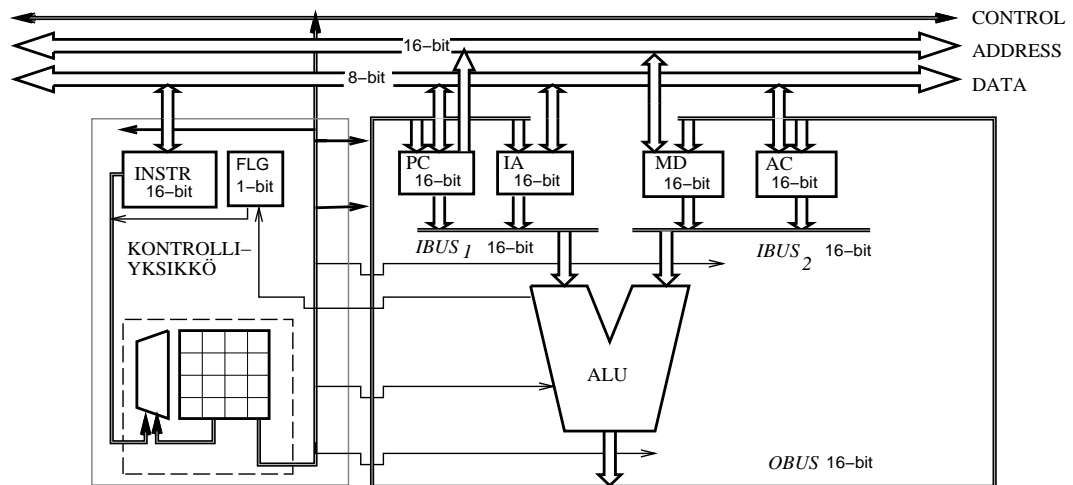 CONTROL
16–bit
ADDRESS
8–bit
DATA
INSTR
16–bit
FLG
1–bit
PC
16–bit
IA
16–bit
MD
16–bit
AC
16–bit
KONTROLLI–
YKSIKKÖ
IBUS 1 16–bit
IBUS 2 16–bit
ALU
OBUS 16–bit